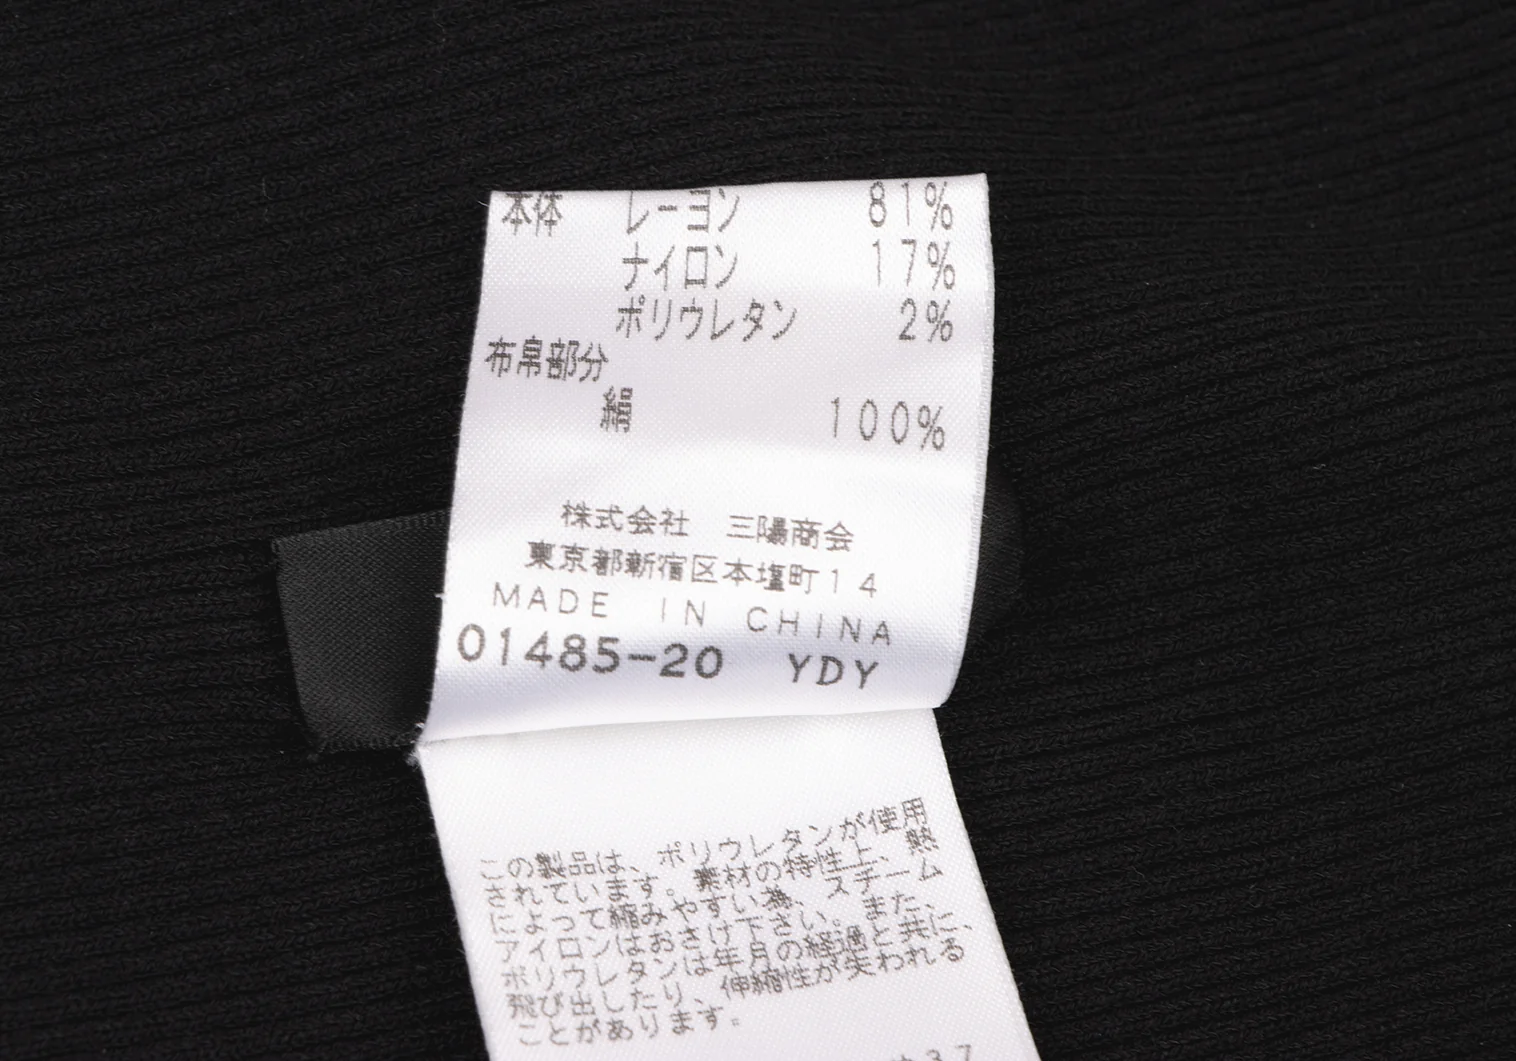 本体 レーヨン 81%
ナイロン 17%
ポリウレタン 2%
布帛部分
絹 100%
株式会社 三陽商会
東京都新宿区本塩町14
MADE IN CHINA
01485-20 YDY
この製品は、ポリウレタンが使用
されています。素材の特性上、熱
によって縮みやすい為、スチーム
アイロンはおさけ下さい。また、
ポリウレタンは年月の経過と共に、
飛び出したり、伸縮性が失われる
ことがあります。
37